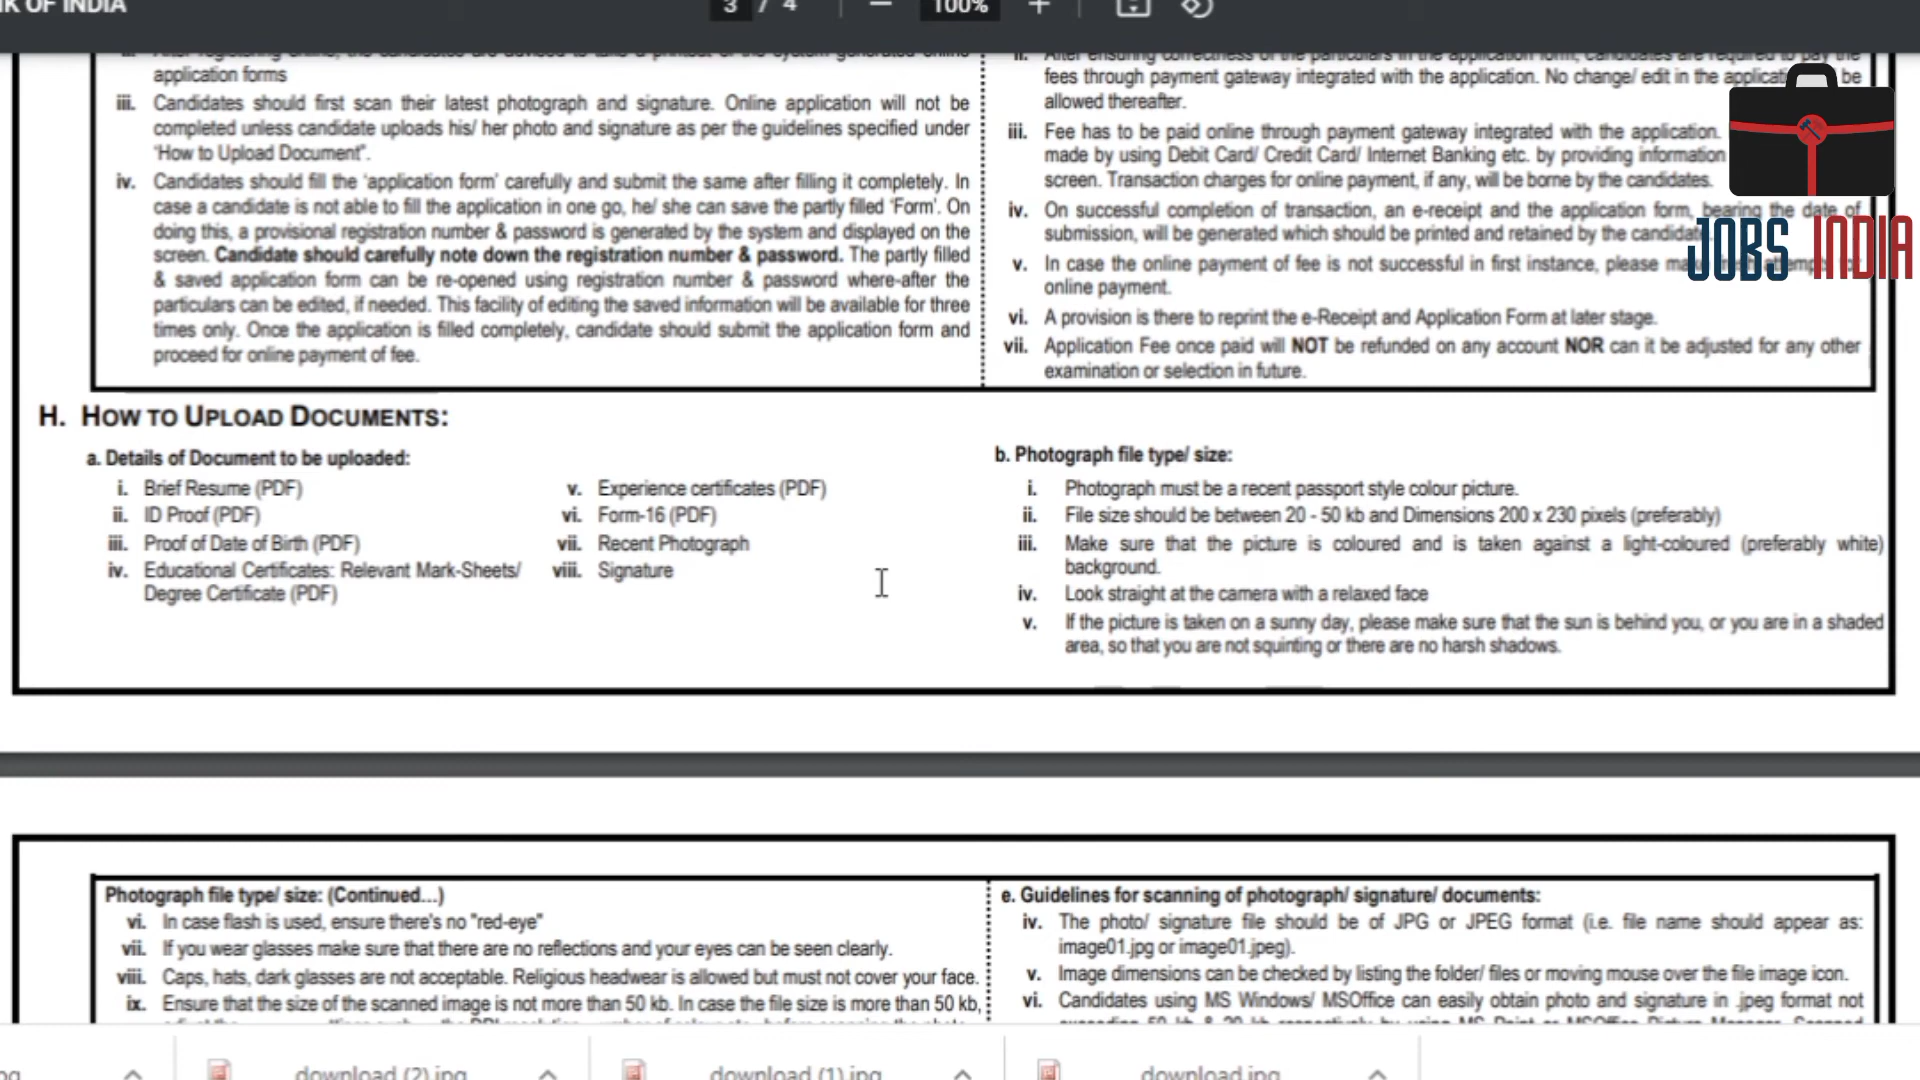 K OF INDIA
3 / 4
100%
application forms
iii. Candidates should first scan their latest photograph and signature. Online application will not be
completed unless candidate uploads his/ her photo and signature as per the guidelines specified under
'How to Upload Document".
iv. Candidates should fill the 'application form' carefully and submit the same after filling it completely. In
case a candidate is not able to fill the application in one go, he/ she can save the partly filled 'Form'. On
doing this, a provisional registration number & password is generated by the system and displayed on the
screen. Candidate should carefully note down the registration number & password. The partly filled
& saved application form can be re-opened using registration number & password where-after the
particulars can be edited, if needed. This facility of editing the saved information will be available for three
times only. Once the application is filled completely, candidate should submit the application form and
proceed for online payment of fee.
ii. After ensuring correctness of the particulars in the application form, candidates are required to pay the
fees through payment gateway integrated with the application. No change/ edit in the applicati be
allowed thereafter.
iii. Fee has to be paid online through payment gateway integrated with the application.
made by using Debit Card/ Credit Card/ Internet Banking etc. by providing information
screen. Transaction charges for online payment, if any, will be borne by the candidates.
iv. On successful completion of transaction, an e-receipt and the application form, bearing the date of
submission, will be generated which should be printed and retained by the candidate
v. In case the online payment of fee is not successful in first instance, please
online payment.
vi. A provision is there to reprint the e-Receipt and Application Form at later stage.
vii. Application Fee once paid will NOT be refunded on any account NOR can it be adjusted for any other
examination or selection in future.
JOBS INDIA
H. HOW TO UPLOAD DOCUMENTS:
a. Details of Document to be uploaded:
i. Brief Resume (PDF)
ii. ID Proof (PDF)
iii. Proof of Date of Birth (PDF)
iv. Educational Certificates: Relevant Mark-Sheets/
Degree Certificate (PDF)
v. Experience certificates (PDF)
vi. Form-16 (PDF)
vii. Recent Photograph
viii. Signature
b. Photograph file type/ size:
i. Photograph must be a recent passport style colour picture.
ii. File size should be between 20 - 50 kb and Dimensions 200 x 230 pixels (preferably)
iii. Make sure that the picture is coloured and is taken against a light-coloured (preferably white)
background.
iv. Look straight at the camera with a relaxed face
v. If the picture is taken on a sunny day, please make sure that the sun is behind you, or you are in a shaded
area, so that you are not squinting or there are no harsh shadows.
Photograph file type/ size: (Continued...)
vi. In case flash is used, ensure there's no "red-eye"
vii. If you wear glasses make sure that there are no reflections and your eyes can be seen clearly.
viii. Caps, hats, dark glasses are not acceptable. Religious headwear is allowed but must not cover your face.
ix. Ensure that the size of the scanned image is not more than 50 kb. In case the file size is more than 50 kb,
e. Guidelines for scanning of photograph/ signature/ documents:
iv. The photo/ signature file should be of JPG or JPEG format (i.e. file name should appear as:
image01.jpg or image01.jpeg).
v. Image dimensions can be checked by listing the folder/ files or moving mouse over the file image icon.
vi. Candidates using MS Windows/ MSOffice can easily obtain photo and signature in .jpeg format not
download (2).jpg
download (1).jpg
download.jpg